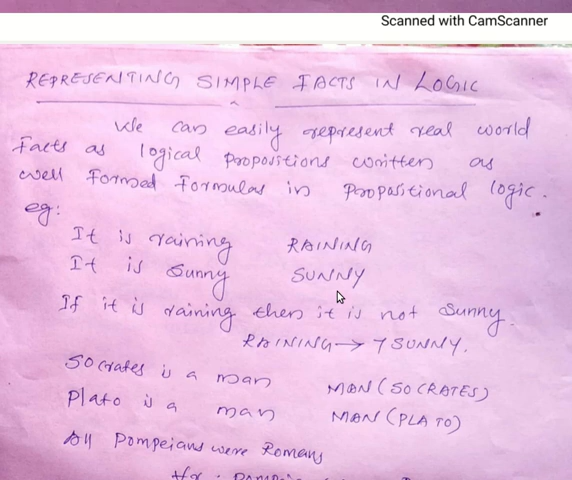 Scanned with CamScanner
REPRESENTING SIMPLE FACTS IN LOGIC
We can easily represent real world
Facts as logical propositions written as
well Formed Formulas in Propositional logic.
eg:
It is raining RAINING
It is Sunny SUNNY
If it is raining then it is not Sunny.
RAINING → ¬ SUNNY.
Socrates is a man MAN (SOCRATES)
Plato is a man MAN (PLATO)
All Pompeians were Romans